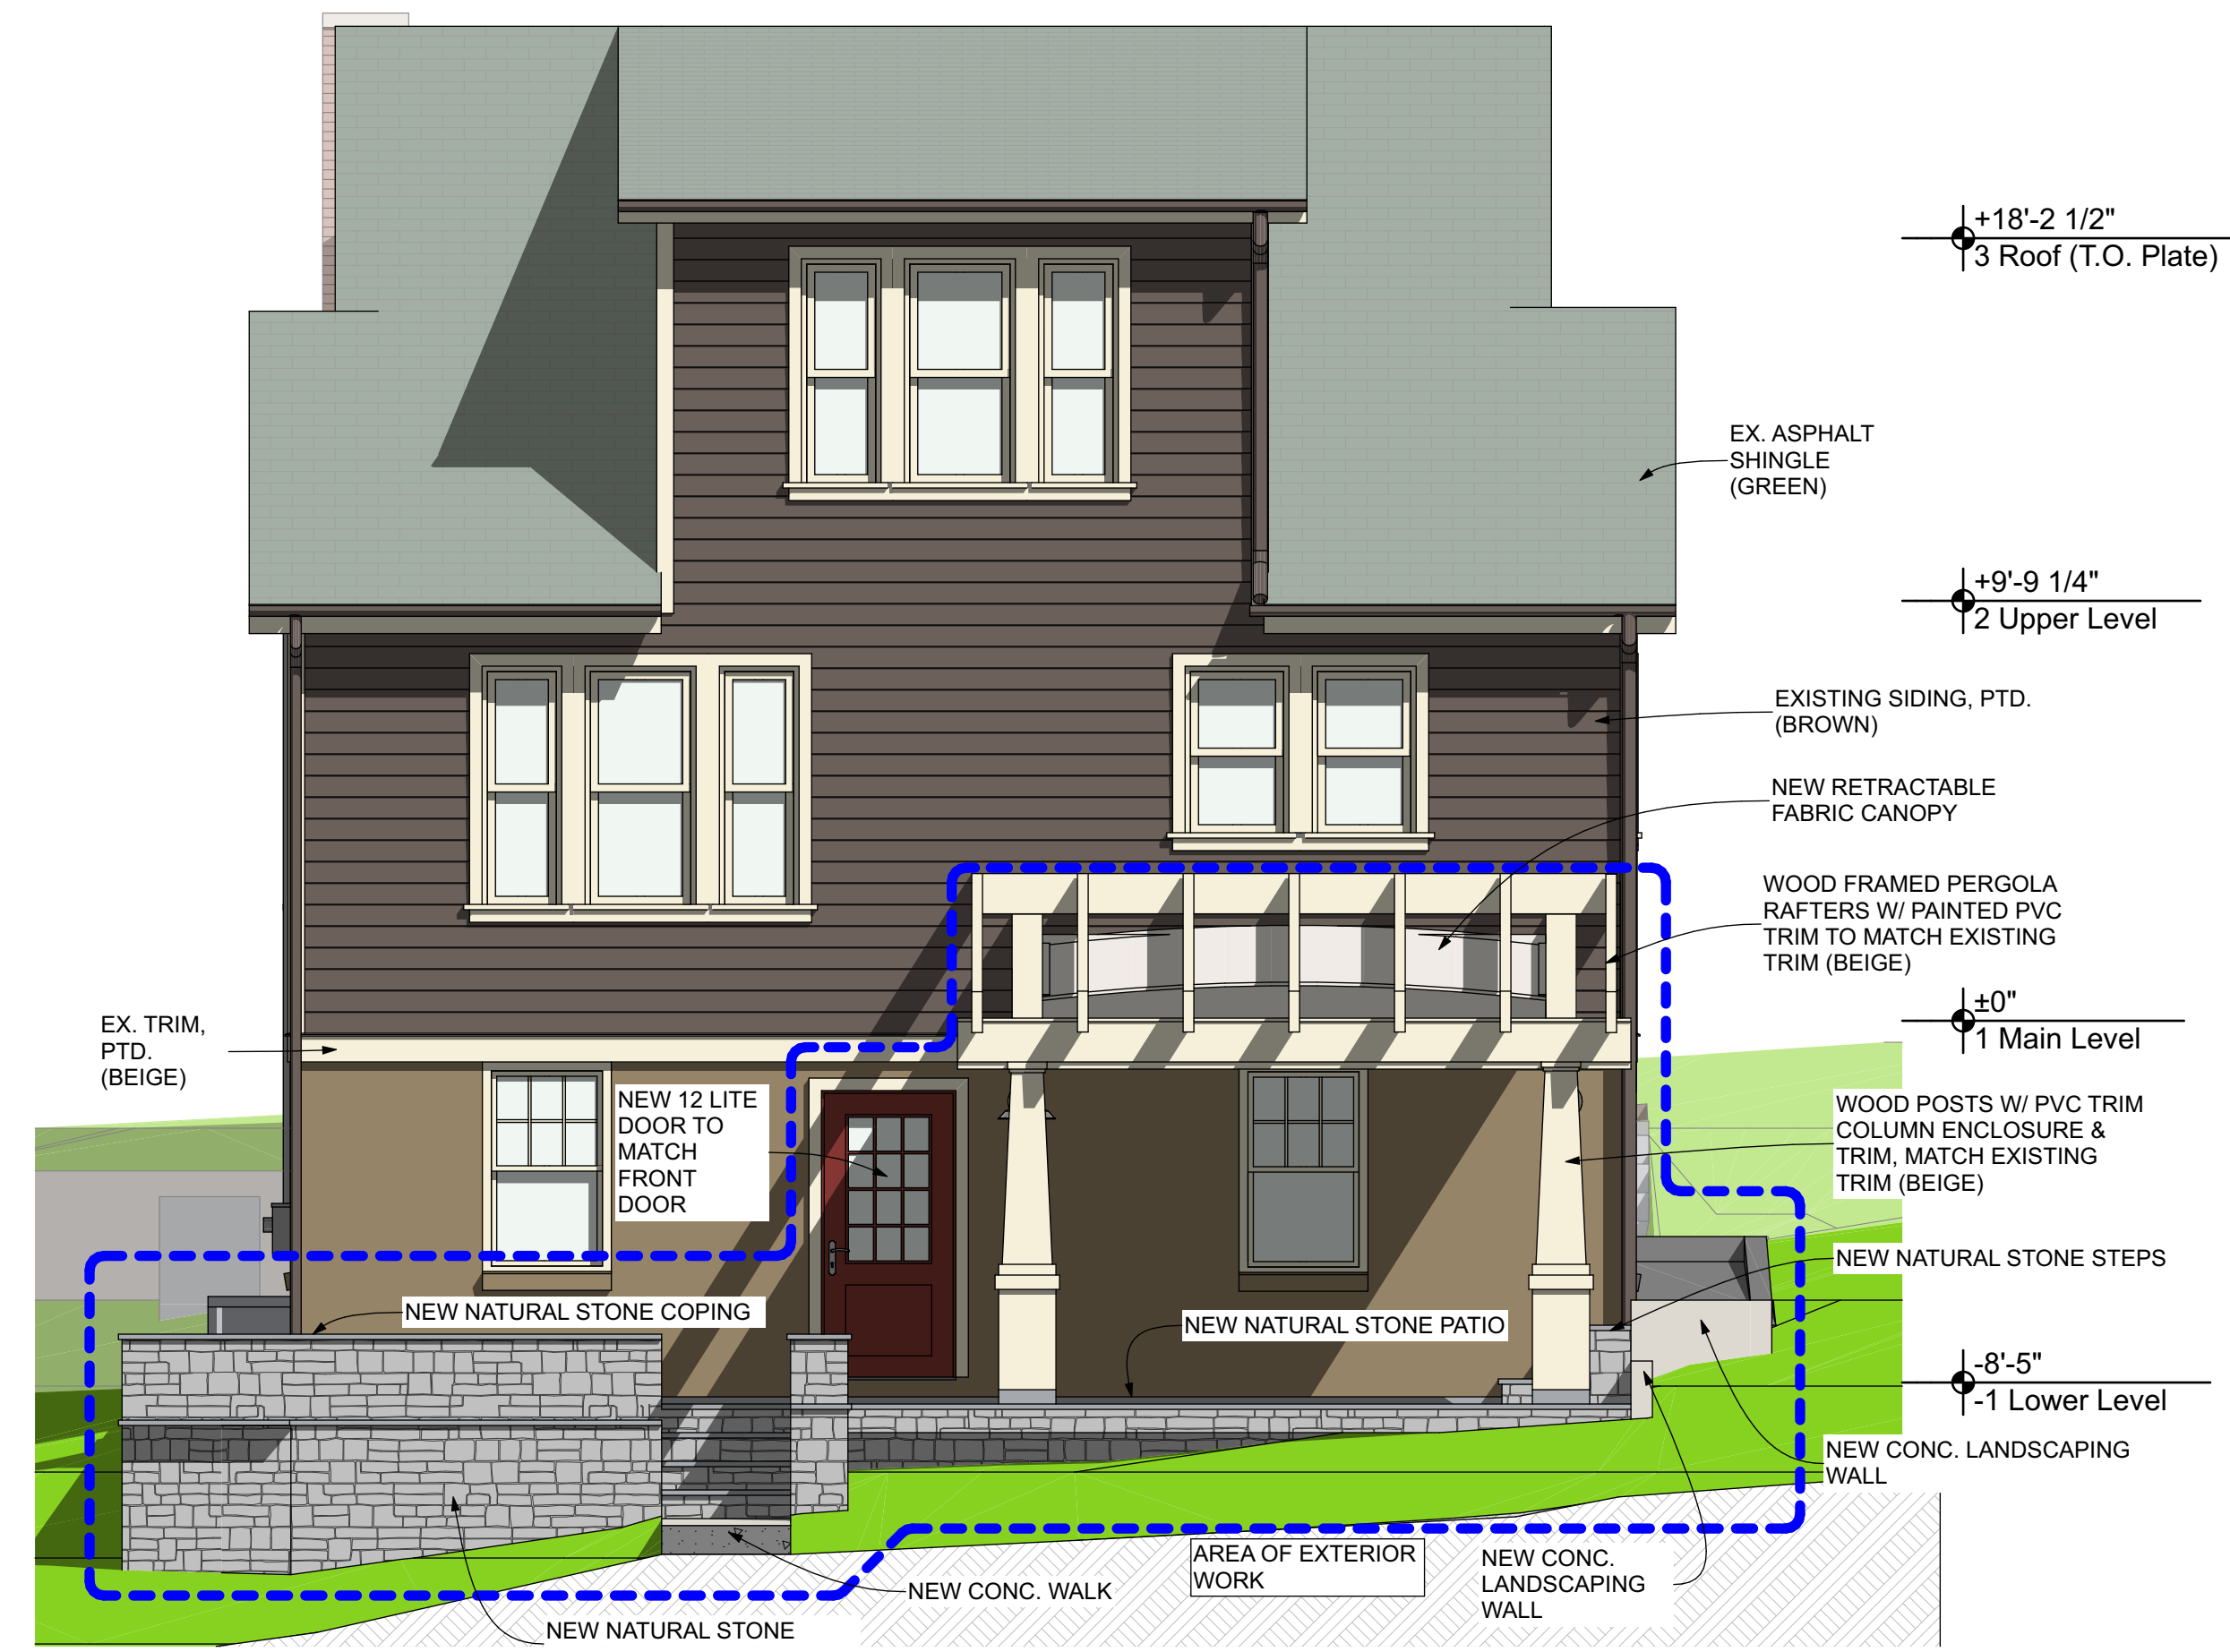 +18'-2 1/2"
3 Roof (T.O. Plate)
EX. ASPHALT
SHINGLE
(GREEN)
+9'-9 1/4"
2 Upper Level
EXISTING SIDING, PTD.
(BROWN)
NEW RETRACTABLE
FABRIC CANOPY
WOOD FRAMED PERGOLA
RAFTERS W/ PAINTED PVC
TRIM TO MATCH EXISTING
TRIM (BEIGE)
±0"
1 Main Level
EX. TRIM,
PTD.
(BEIGE)
NEW 12 LITE
DOOR TO
MATCH
FRONT
DOOR
WOOD POSTS W/ PVC TRIM
COLUMN ENCLOSURE &
TRIM, MATCH EXISTING
TRIM (BEIGE)
NEW NATURAL STONE STEPS
NEW NATURAL STONE COPING
NEW NATURAL STONE PATIO
-8'-5"
-1 Lower Level
NEW CONC. LANDSCAPING
WALL
AREA OF EXTERIOR
WORK
NEW CONC.
LANDSCAPING
WALL
NEW CONC. WALK
NEW NATURAL STONE